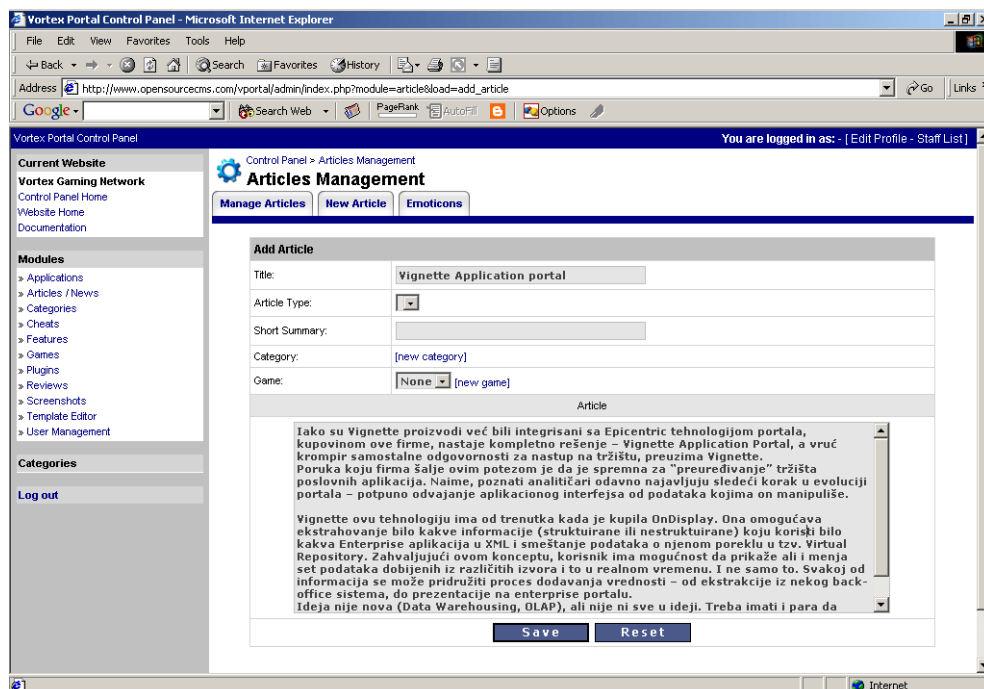 Vortex Portal Control Panel - Microsoft Internet Explorer
File Edit View Favorites Tools Help
Back Search Favorites History
Address http://www.opensourcecms.com/vportal/admin/index.php?module=article&load=add_article Go Links
Google Search Web PageRank AutoFill Options
Vortex Portal Control Panel You are logged in as: - [ Edit Profile - Staff List ]
Current Website
Vortex Gaming Network
Control Panel Home
Website Home
Documentation
Modules
» Applications
» Articles / News
» Categories
» Cheats
» Features
» Games
» Plugins
» Reviews
» Screenshots
» Template Editor
» User Management
Categories
Log out
Control Panel > Articles Management
Articles Management
Manage Articles New Article Emoticons
Add Article
Title: Vignette Application portal
Article Type:
Short Summary:
Category: [new category]
Game: None [new game]
Article
Iako su Vignette proizvodi već bili integrisani sa Epicentric tehnologijom portala,
kupovinom ove firme, nastaje kompletno rešenje – Vignette Application Portal, a vruć
krompir samostalne odgovornosti za nastup na tržištu, preuzima Vignette.
Poruka koju firma šalje ovim potezom je da je spremna za "preuređivanje" tržišta
poslovnih aplikacija. Naime, poznati analitičari odavno najavljuju sledeći korak u evoluciji
portala – potpuno odvajanje aplikacionog interfejsa od podataka kojima on manipuliše.
Vignette ovu tehnologiju ima od trenutka kada je kupila OnDisplay. Ona omogućava
ekstrahovanje bilo kakve informacije (struktuirane ili nestruktuirane) koju koristi bilo
kakva Enterprise aplikacija u XML i smeštanje podataka o njenom poreklu u tzv. Virtual
Repository. Zahvaljujući ovom konceptu, korisnik ima mogućnost da prikaže ali i menja
set podataka dobijenih iz različitih izvora i to u realnom vremenu. I ne samo to. Svakoj od
informacija se može pridružiti proces dodavanja vrednosti – od ekstrakcije iz nekog back-
office sistema, do prezentacije na enterprise portalu.
Ideja nije nova (Data Warehousing, OLAP), ali nije ni sve u ideji. Treba imati i para da
Save Reset
Internet